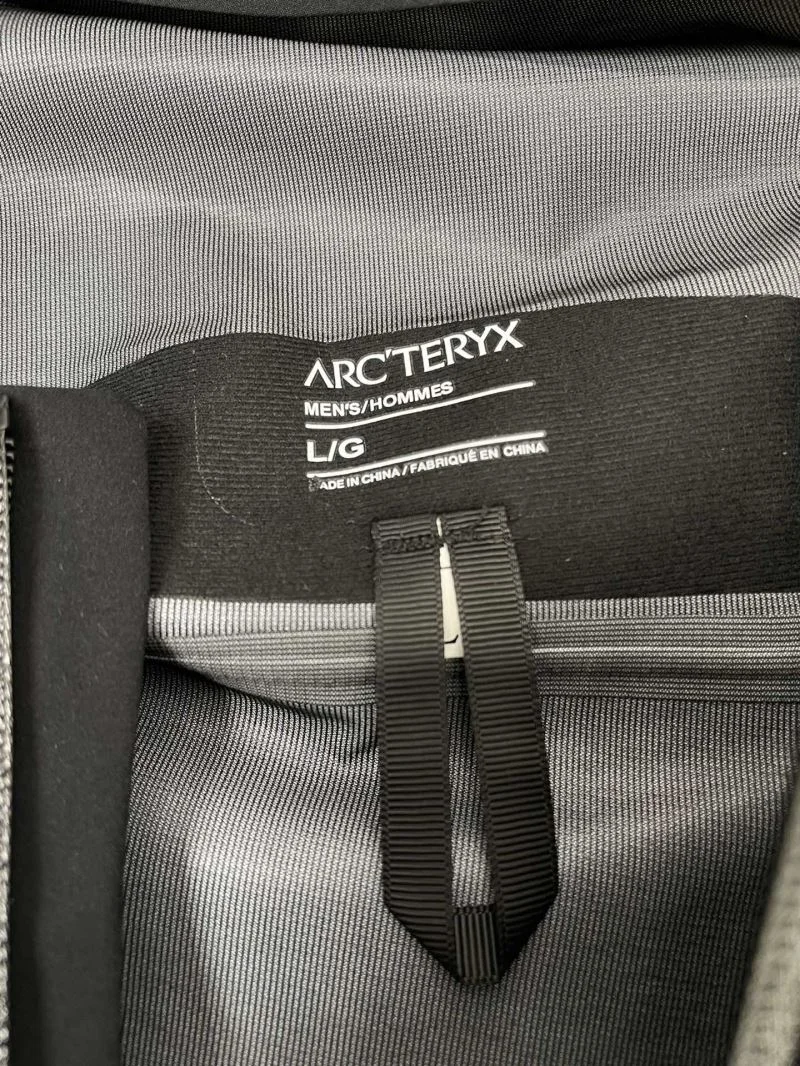 ARC'TERYX
MEN'S/HOMMES
L/G
MADE IN CHINA / FABRIQUÉ EN CHINA